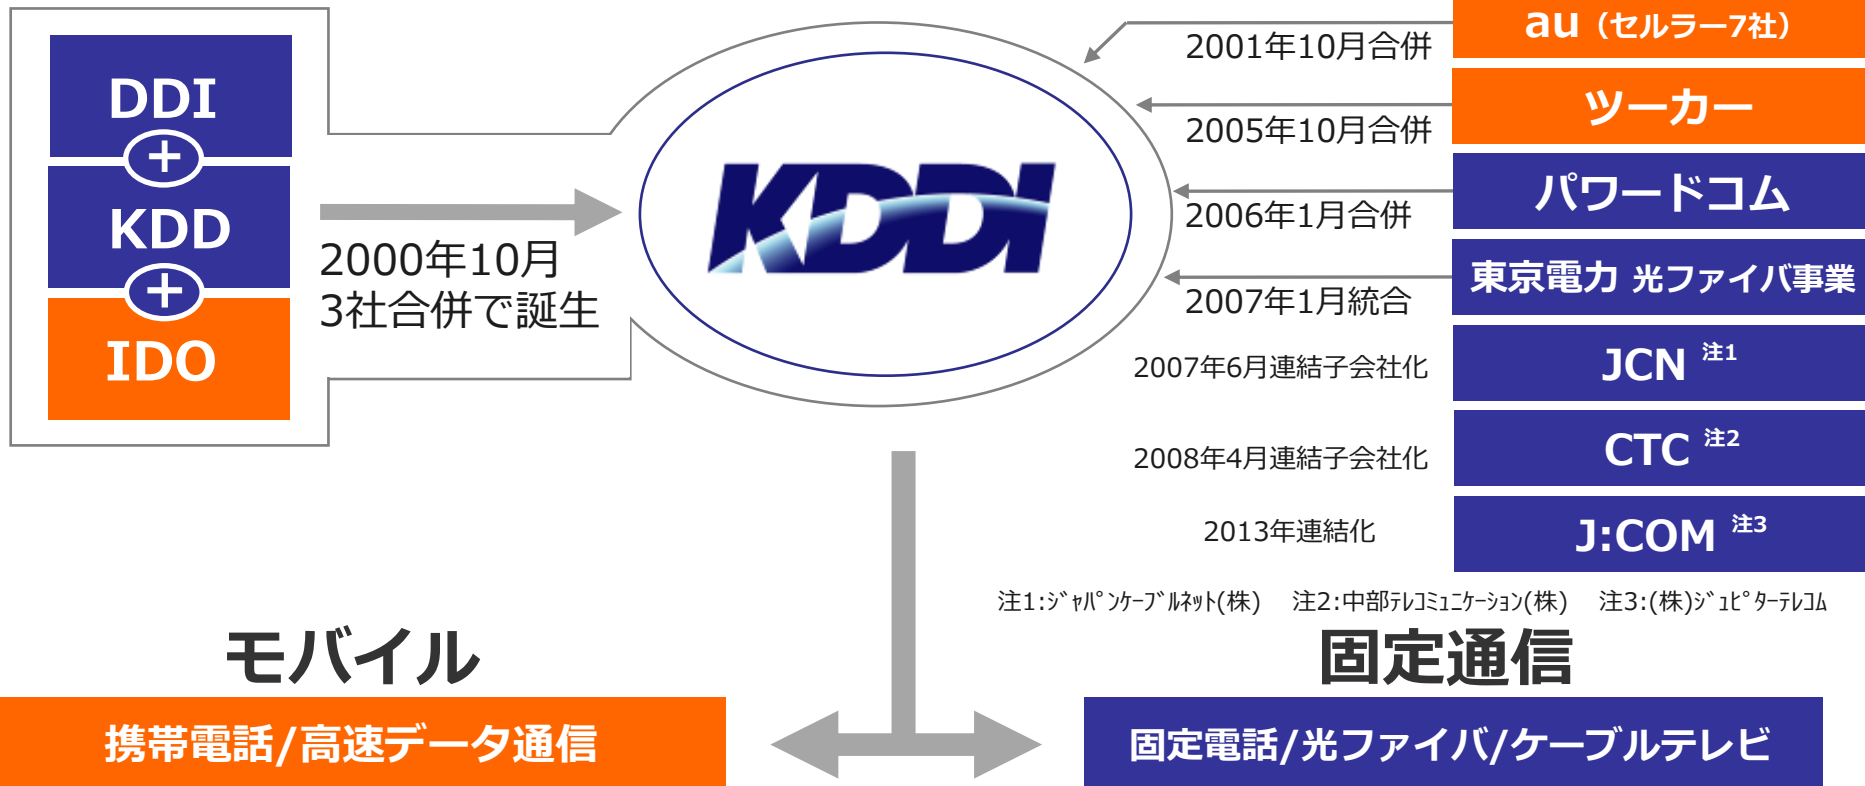 DDI
+
KDD
+
IDO
2000年10月
3社合併で誕生
KDDI
2001年10月合併
au（セルラー7社）
2005年10月合併
ツーカー
2006年1月合併
パワードコム
2007年1月統合
東京電力 光ファイバ事業
2007年6月連結子会社化
JCN 注1
2008年4月連結子会社化
CTC 注2
2013年連結化
J:COM 注3
注1:ｼﾞｬﾊﾟﾝｹｰﾌﾞﾙﾈｯﾄ(株) 注2:中部ﾃﾚｺﾐｭﾆｹｰｼｮﾝ(株) 注3:(株)ｼﾞｭﾋﾟﾀｰﾃﾚｺﾑ
モバイル
携帯電話/高速データ通信
固定通信
固定電話/光ファイバ/ケーブルテレビ